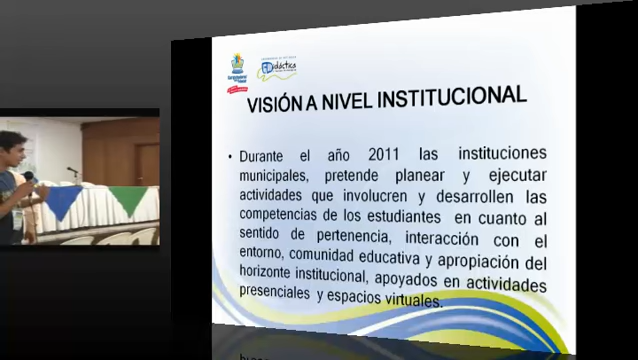 Didáctica
VISIÓN A NIVEL INSTITUCIONAL
• Durante el año 2011 las instituciones
municipales, pretende planear y ejecutar
actividades que involucren y desarrollen las
competencias de los estudiantes en cuanto al
sentido de pertenencia, interacción con el
entorno, comunidad educativa y apropiación del
horizonte institucional, apoyados en actividades
presenciales y espacios virtuales.